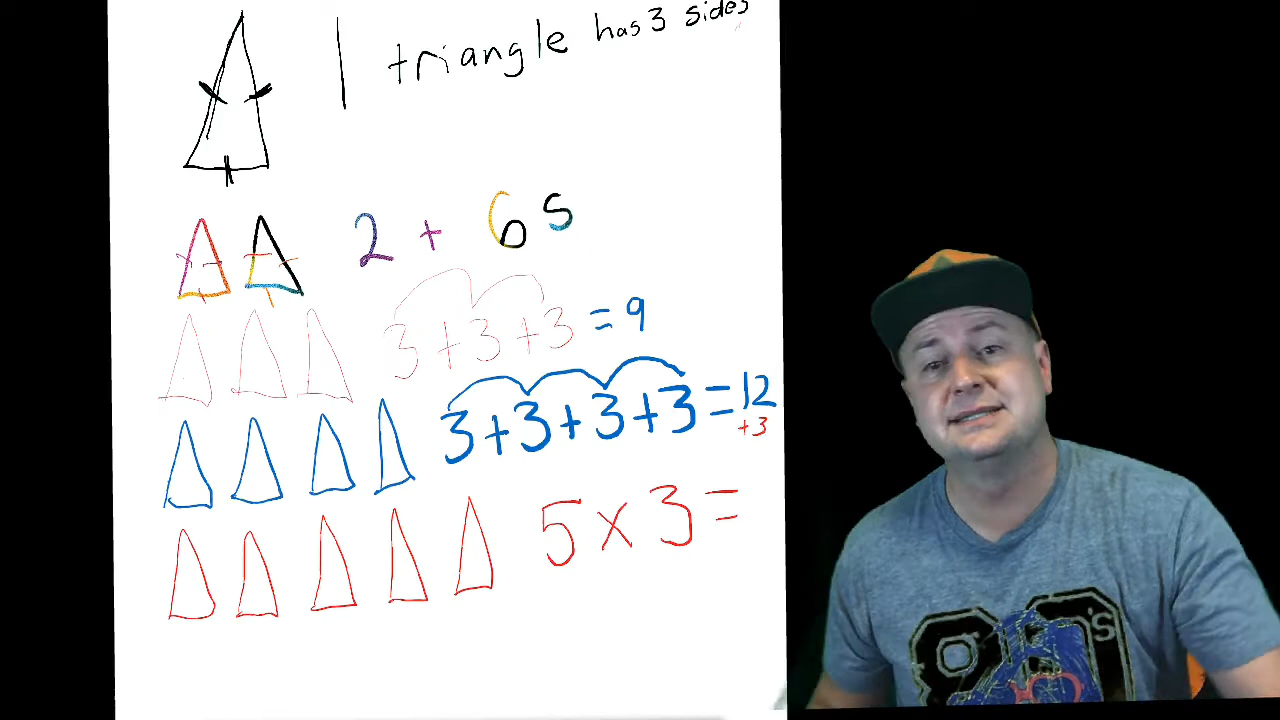 1 triangle has 3 sides
2 + 6 s
3+3+3 = 9
3+3+3+3=12
+3
5 x 3 =
80's